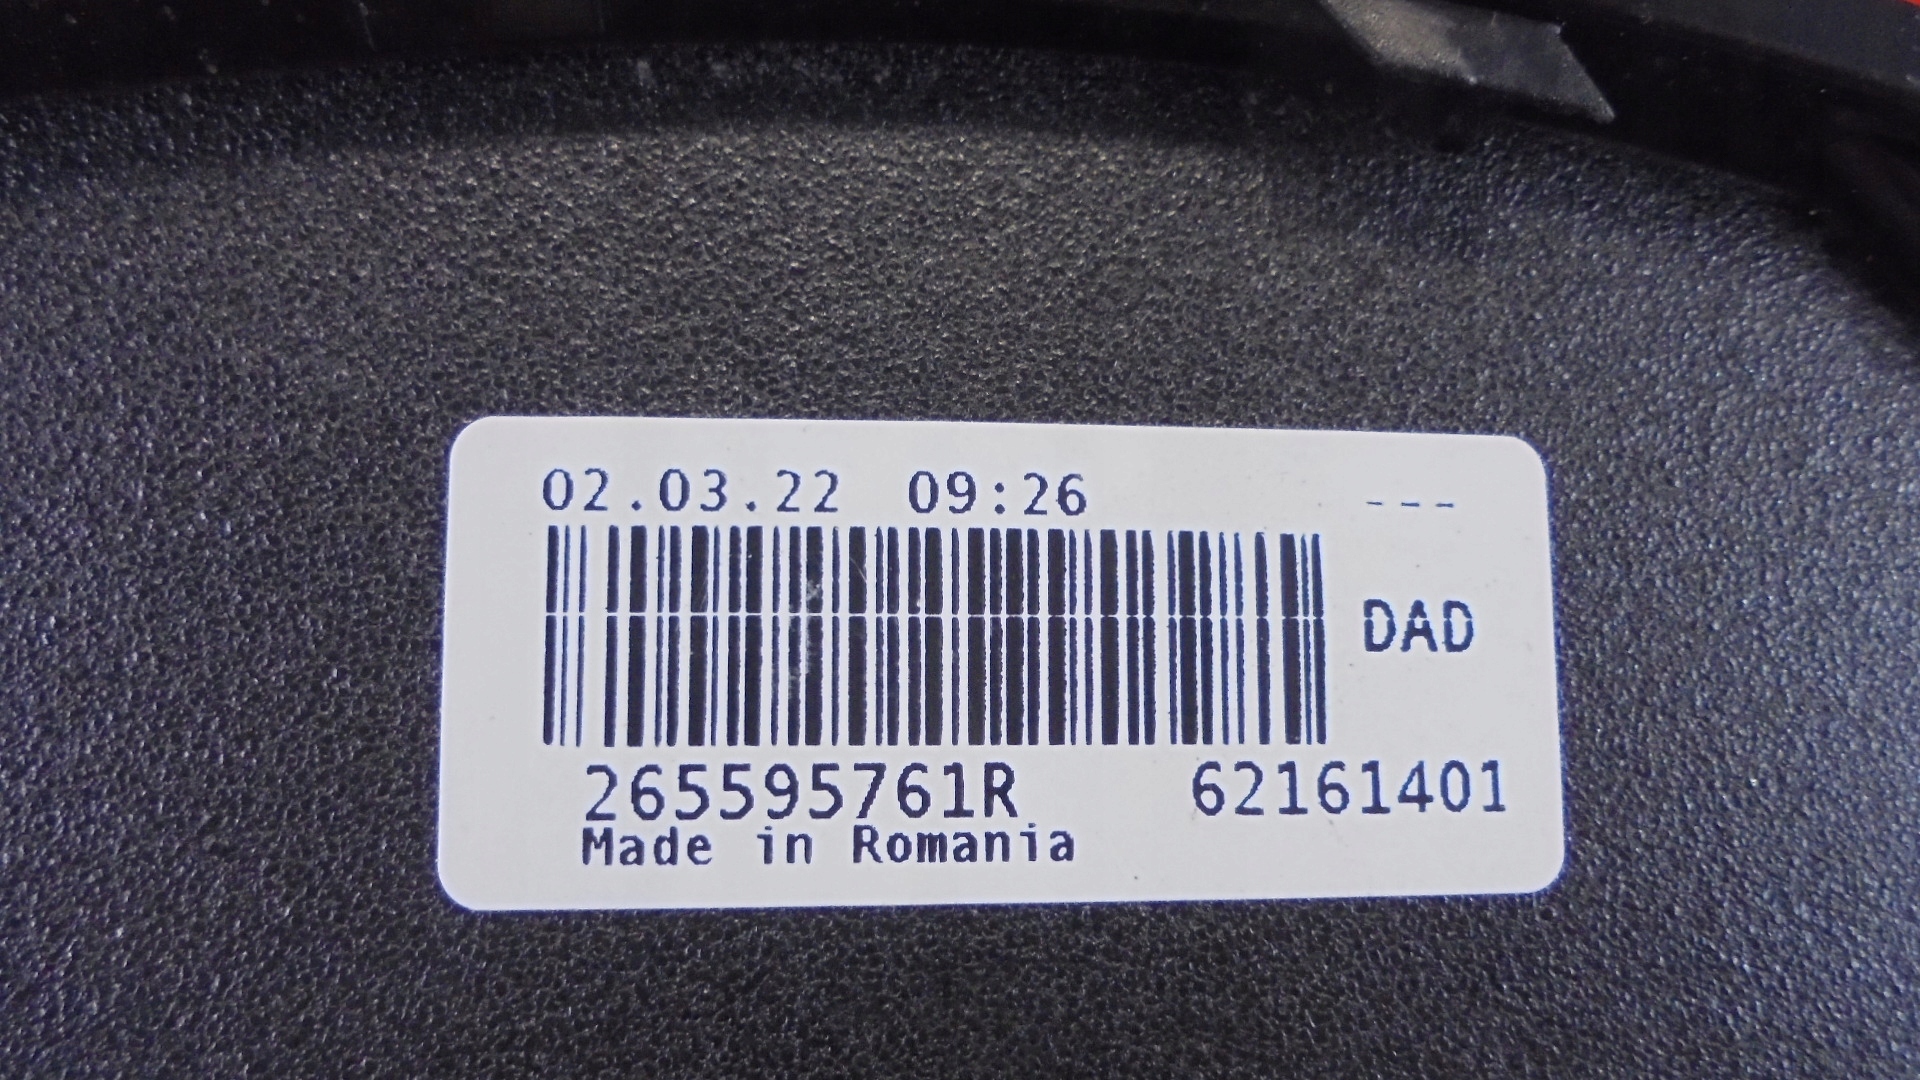 02.03.22 09:26 ---
DAD
265595761R 62161401
Made in Romania